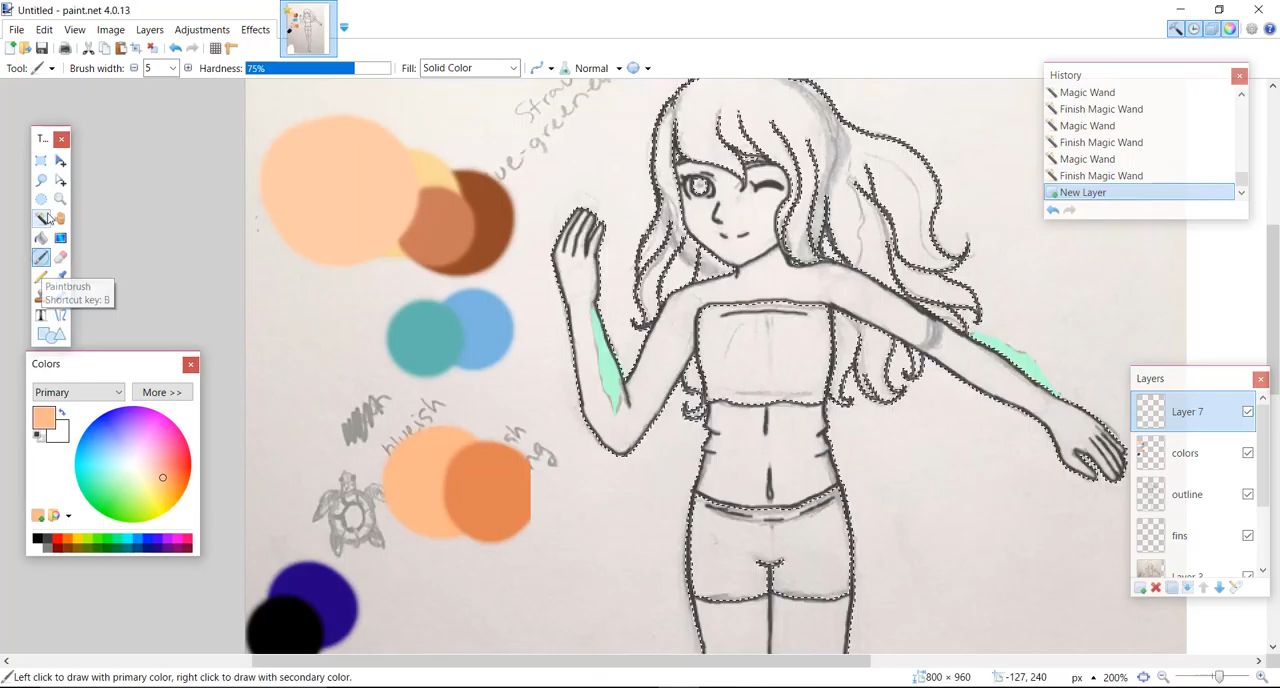 Untitled - paint.net 4.0.13
File Edit View Image Layers Adjustments Effects
Tool: Brush width: 5 Hardness: 75% Fill: Solid Color Normal
T...
Paintbrush
Shortcut key: B
Colors
Primary More >>
History
Magic Wand
Finish Magic Wand
Magic Wand
Finish Magic Wand
Magic Wand
Finish Magic Wand
New Layer
Layers
Layer 7
colors
outline
fins
Layer 3
bluish
Left click to draw with primary color, right click to draw with secondary color.
800 × 960 -127, 240 px 200%